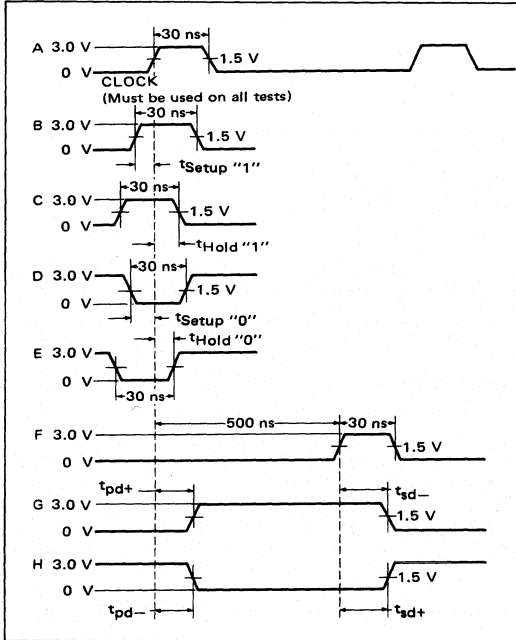 30 ns
A 3.0 V
1.5 V
0 V
CLOCK
(Must be used on all tests)
30 ns
B 3.0 V
1.5 V
0 V
tSetup "1"
30 ns
C 3.0 V
1.5 V
0 V
tHold "1"
30 ns
D 3.0 V
1.5 V
0 V
tSetup "0"
tHold "0"
E 3.0 V
0 V
30 ns
500 ns
30 ns
F 3.0 V
1.5 V
0 V
tpd+
tsd−
G 3.0 V
1.5 V
0 V
H 3.0 V
1.5 V
0 V
tpd−
tsd+